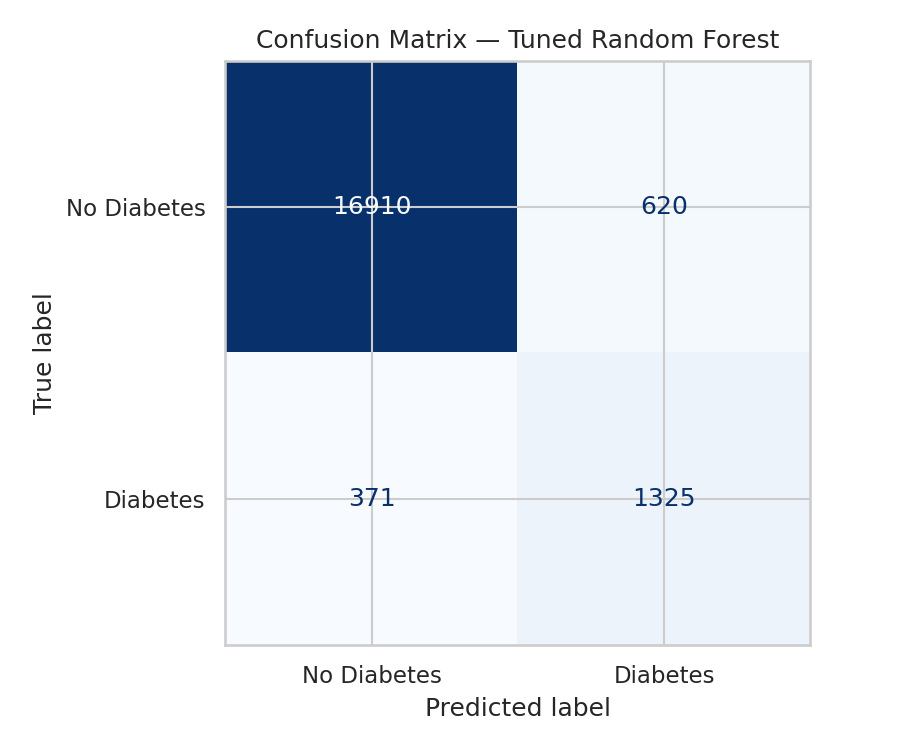 Confusion Matrix — Tuned Random Forest
No Diabetes
16910
620
True label
Diabetes
371
1325
No Diabetes
Diabetes
Predicted label